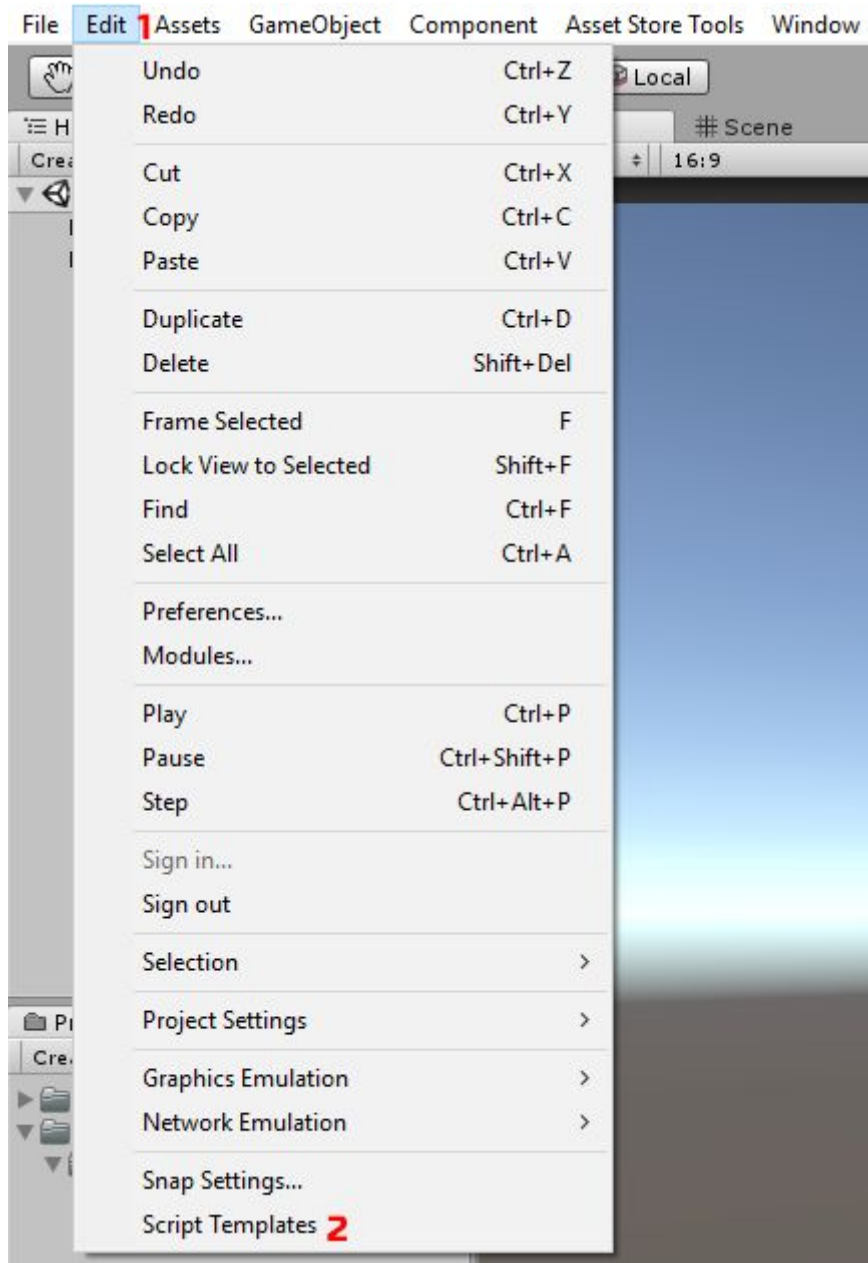 File Edit 1 Assets GameObject Component Asset Store Tools Window
Undo Ctrl+Z
Local
Redo Ctrl+Y
Scene
16:9
Cut Ctrl+X
Copy Ctrl+C
Paste Ctrl+V
Duplicate Ctrl+D
Delete Shift+Del
Frame Selected F
Lock View to Selected Shift+F
Find Ctrl+F
Select All Ctrl+A
Preferences...
Modules...
Play Ctrl+P
Pause Ctrl+Shift+P
Step Ctrl+Alt+P
Sign in...
Sign out
Selection >
Project Settings >
Graphics Emulation >
Network Emulation >
Snap Settings...
Script Templates 2